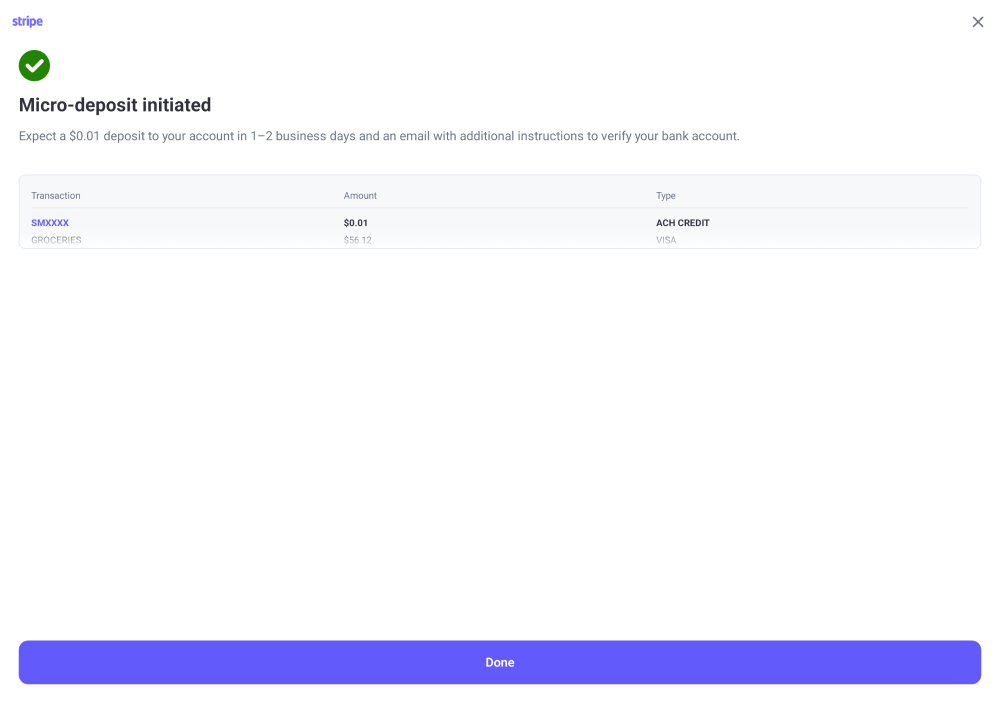 stripe
Micro-deposit initiated
Expect a $0.01 deposit to your account in 1–2 business days and an email with additional instructions to verify your bank account.
Transaction Amount Type
SMXXXX $0.01 ACH CREDIT
GROCERIES $56.12 VISA
Done